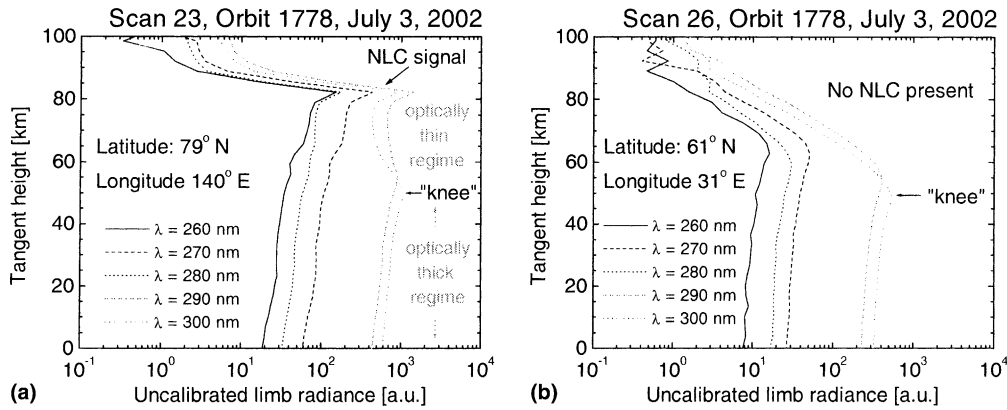 Scan 23, Orbit 1778, July 3, 2002
100
80
60
40
20
0
Tangent height [km]
NLC signal
optically
thin
regime
Latitude: 79° N
Longitude 140° E
"knee"
λ = 260 nm
λ = 270 nm
λ = 280 nm
λ = 290 nm
λ = 300 nm
optically
thick
regime
10⁻¹ 10⁰ 10¹ 10² 10³ 10⁴
(a)
Uncalibrated limb radiance [a.u.]
Scan 26, Orbit 1778, July 3, 2002
100
80
60
40
20
0
Tangent height [km]
No NLC present
Latitude: 61° N
Longitude 31° E
"knee"
λ = 260 nm
λ = 270 nm
λ = 280 nm
λ = 290 nm
λ = 300 nm
10⁻¹ 10⁰ 10¹ 10² 10³ 10⁴
(b)
Uncalibrated limb radiance [a.u.]